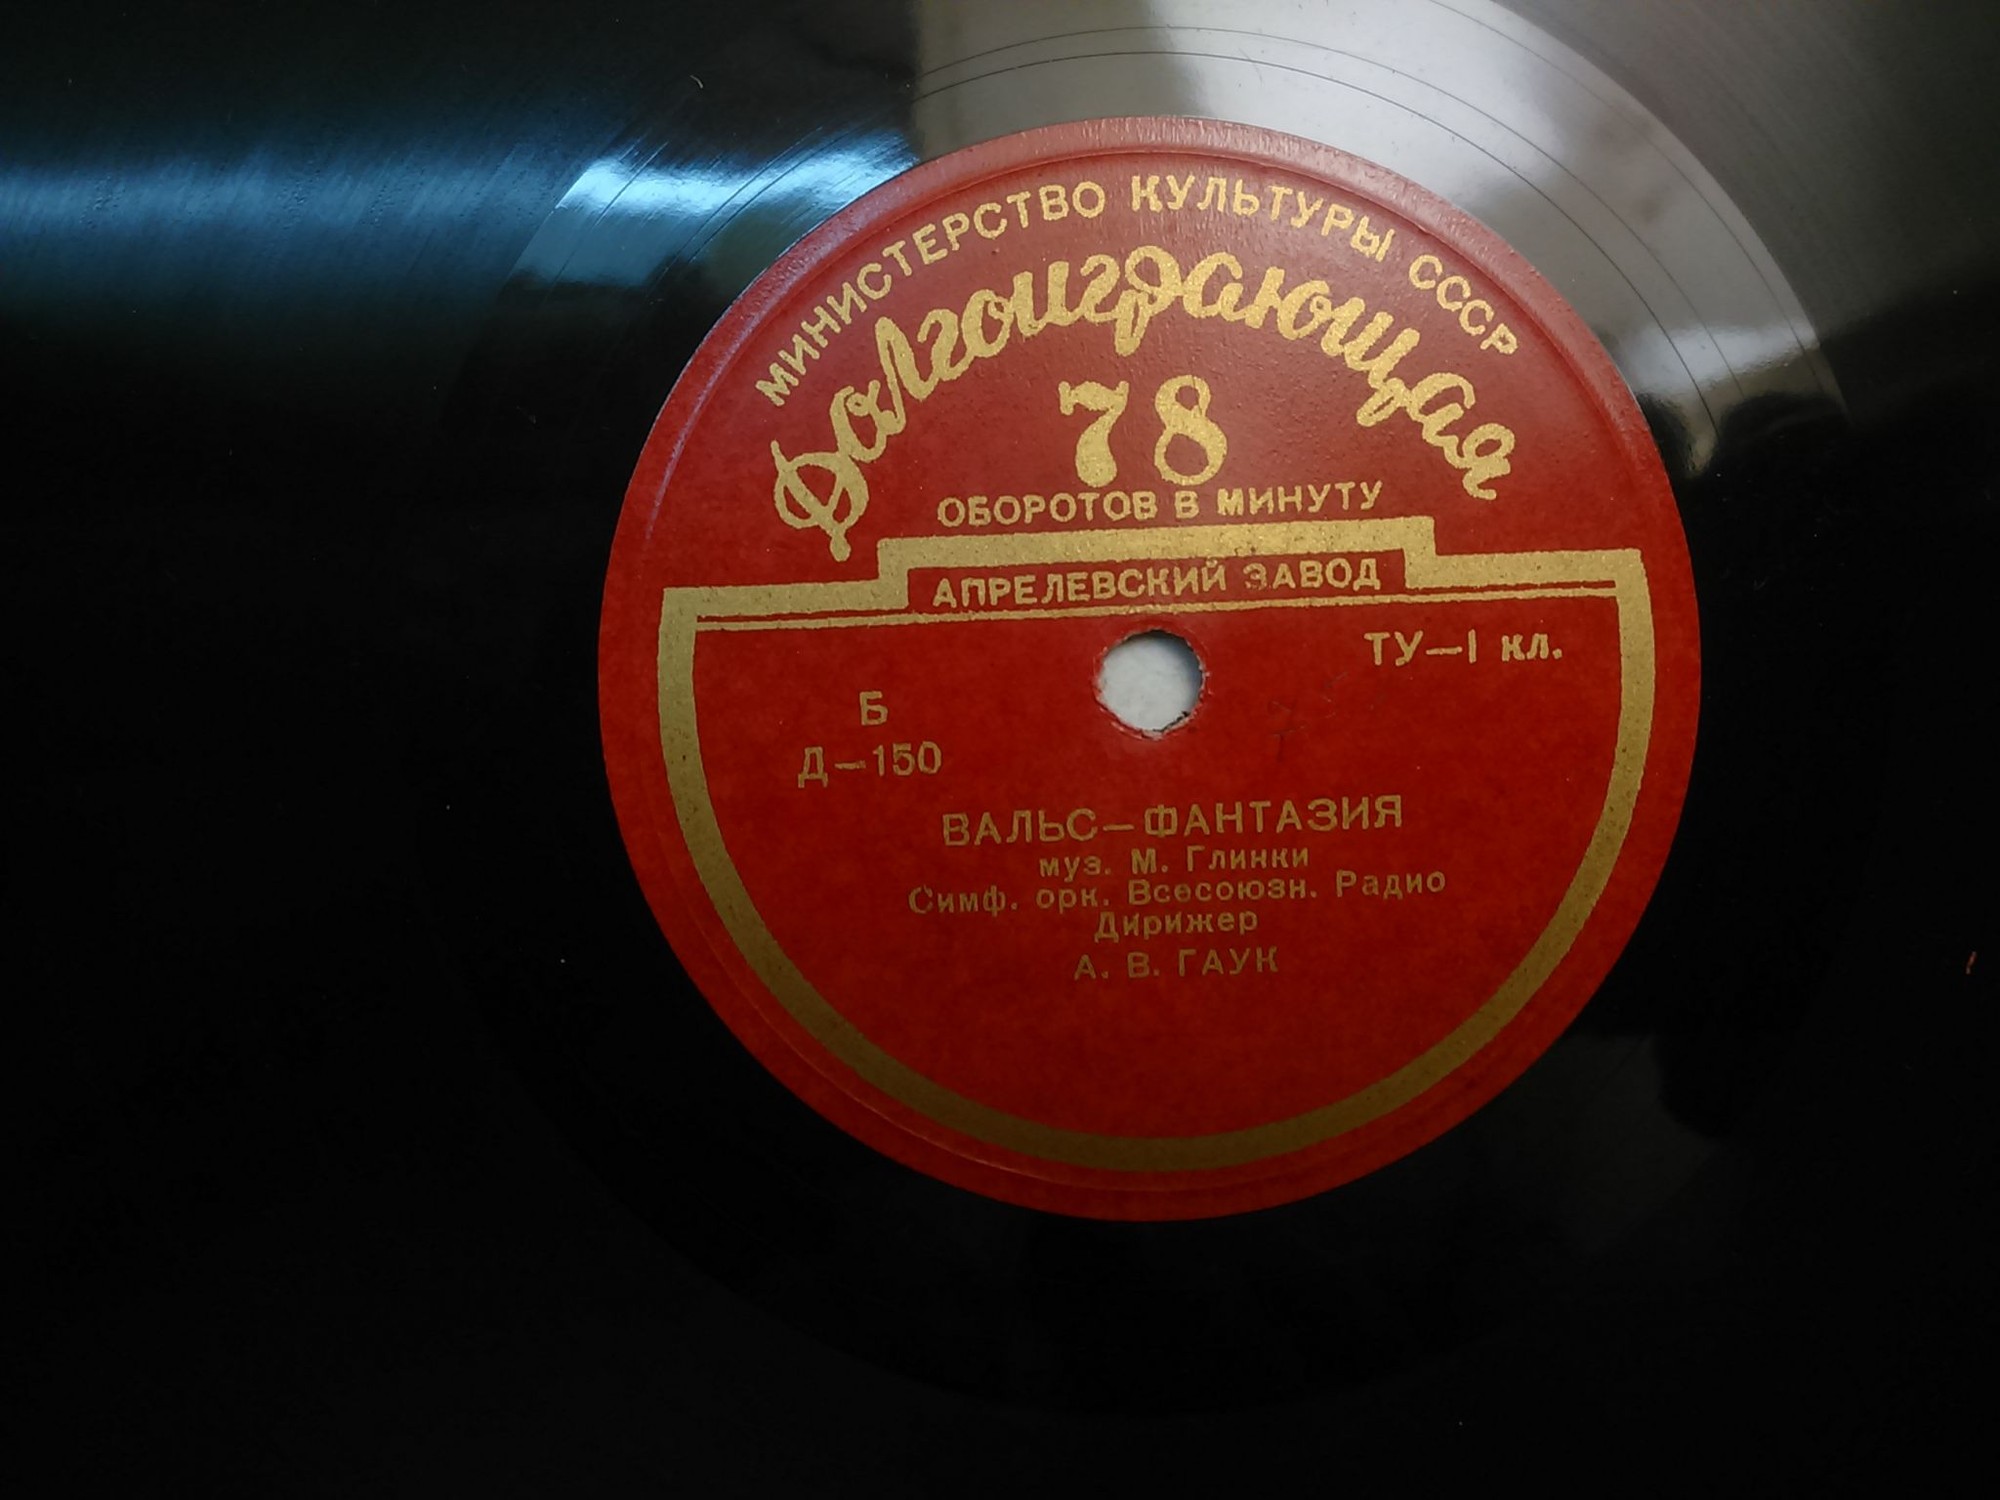 МИНИСТЕРСТВО КУЛЬТУРЫ СССР
Долгоиграющая
78
ОБОРОТОВ В МИНУТУ
АПРЕЛЕВСКИЙ ЗАВОД
ТУ—I кл.
Б
Д—150
ВАЛЬС—ФАНТАЗИЯ
муз. М. Глинки
Симф. орк. Всесоюзн. Радио
Дирижер
А. В. ГАУК